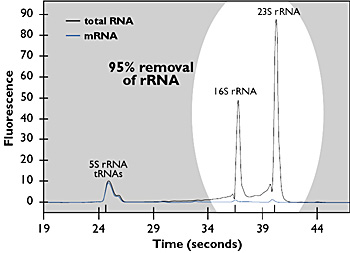 total RNA
mRNA
23S rRNA
95% removal
of rRNA
16S rRNA
5S rRNA
tRNAs
Fluorescence
90
80
70
60
50
40
30
20
10
0
19 24 29 34 39 44
Time (seconds)